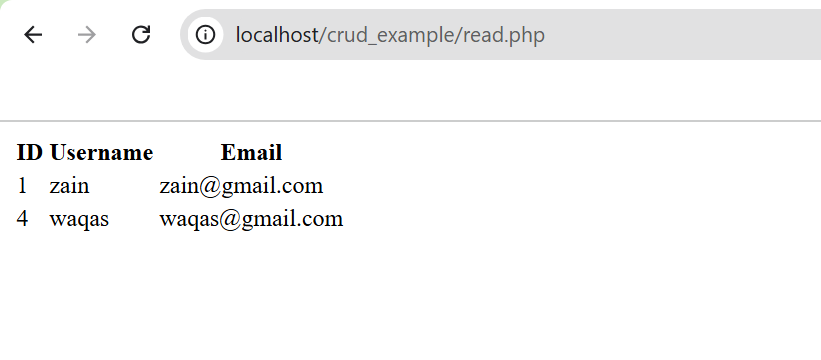 localhost/crud_example/read.php
ID Username Email
1 zain zain@gmail.com
4 waqas waqas@gmail.com